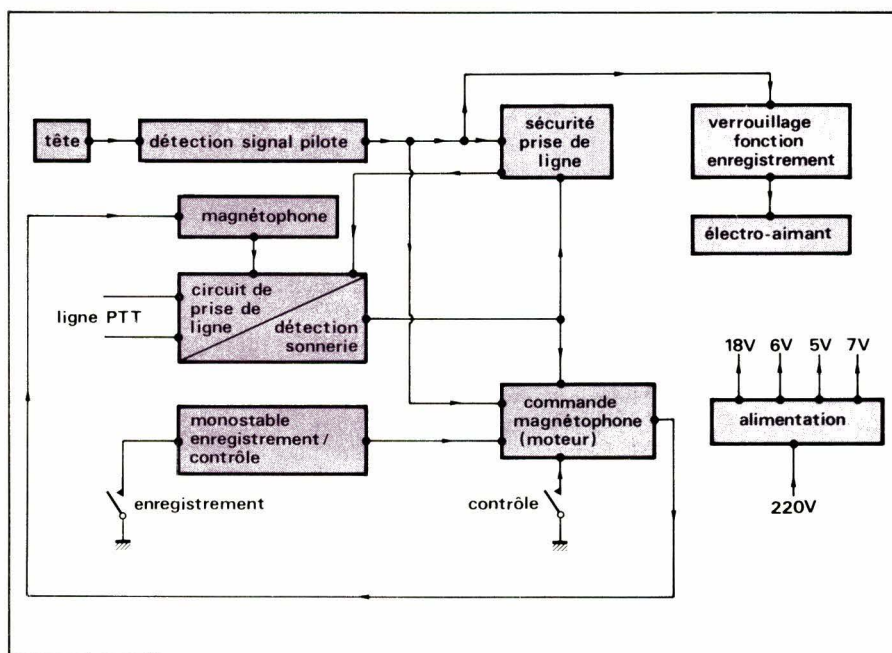 tête
détection signal pilote
sécurité
prise de
ligne
verrouillage
fonction
enregistrement
magnétophone
électro-aimant
circuit de
prise de
ligne
détection
sonnerie
ligne PTT
18V 6V 5V 7V
monostable
enregistrement/
contrôle
commande
magnétophone
(moteur)
alimentation
enregistrement
contrôle
220V